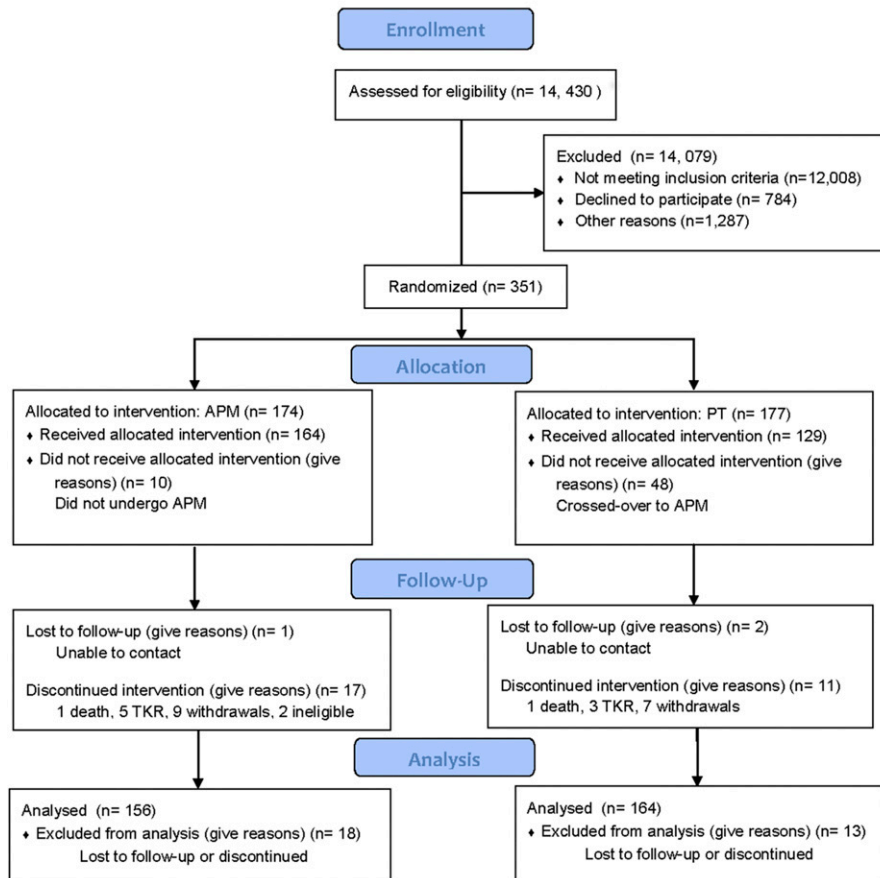 Enrollment
Assessed for eligibility (n= 14, 430 )
Excluded (n= 14, 079)
♦ Not meeting inclusion criteria (n=12,008)
♦ Declined to participate (n= 784)
♦ Other reasons (n=1,287)
Randomized (n= 351)
Allocation
Allocated to intervention: APM (n= 174)
♦ Received allocated intervention (n= 164)
♦ Did not receive allocated intervention (give
reasons) (n= 10)
Did not undergo APM
Allocated to intervention: PT (n= 177)
♦ Received allocated intervention (n= 129)
♦ Did not receive allocated intervention (give
reasons) (n= 48)
Crossed-over to APM
Follow-Up
Lost to follow-up (give reasons) (n= 1)
Unable to contact
Discontinued intervention (give reasons) (n= 17)
1 death, 5 TKR, 9 withdrawals, 2 ineligible
Lost to follow-up (give reasons) (n= 2)
Unable to contact
Discontinued intervention (give reasons) (n= 11)
1 death, 3 TKR, 7 withdrawals
Analysis
Analysed (n= 156)
♦ Excluded from analysis (give reasons) (n= 18)
Lost to follow-up or discontinued
Analysed (n= 164)
♦ Excluded from analysis (give reasons) (n= 13)
Lost to follow-up or discontinued